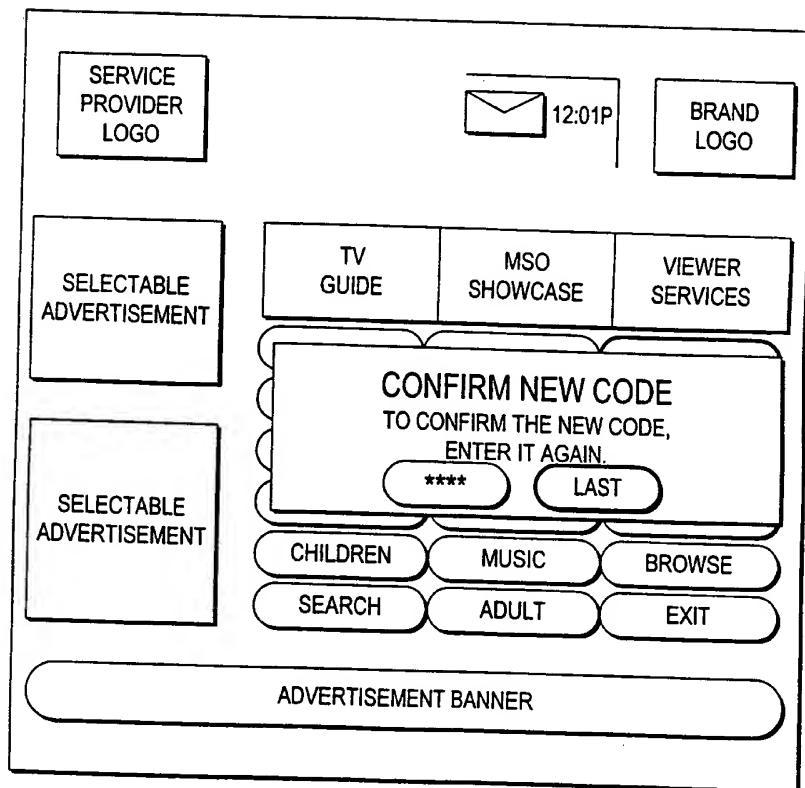 SERVICE
PROVIDER
LOGO
12:01P
BRAND
LOGO
SELECTABLE
ADVERTISEMENT
TV
GUIDE
MSO
SHOWCASE
VIEWER
SERVICES
CONFIRM NEW CODE
TO CONFIRM THE NEW CODE,
ENTER IT AGAIN.
**** LAST
SELECTABLE
ADVERTISEMENT
CHILDREN MUSIC BROWSE
SEARCH ADULT EXIT
ADVERTISEMENT BANNER